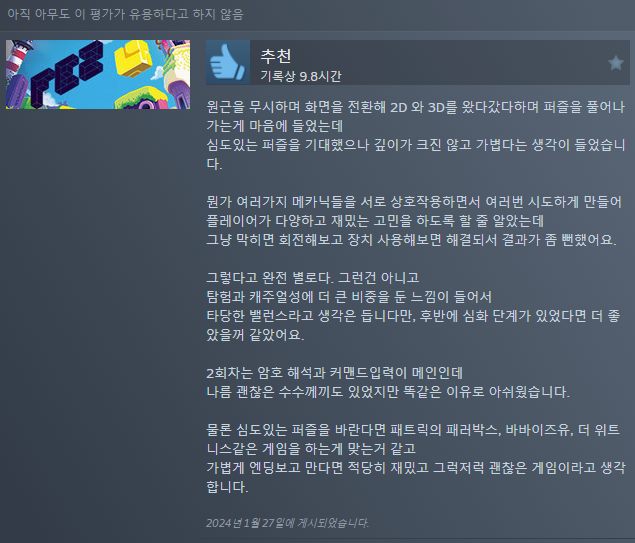 아직 아무도 이 평가가 유용하다고 하지 않음
FEZ
추천
기록상 9.8시간
원근을 무시하며 화면을 전환해 2D 와 3D를 왔다갔다하며 퍼즐을 풀어나
가는게 마음에 들었는데
심도있는 퍼즐을 기대했으나 깊이가 크진 않고 가볍다는 생각이 들었습니
다.
뭔가 여러가지 메카닉들을 서로 상호작용하면서 여러번 시도하게 만들어
플레이어가 다양하고 재밌는 고민을 하도록 할 줄 알았는데
그냥 막히면 회전해보고 장치 사용해보면 해결되서 결과가 좀 뻔했어요.
그렇다고 완전 별로다. 그런건 아니고
탐험과 캐주얼성에 더 큰 비중을 둔 느낌이 들어서
타당한 밸런스라고 생각은 듭니다만, 후반에 심화 단계가 있었다면 더 좋
았을꺼 같았어요.
2회차는 암호 해석과 커맨드입력이 메인인데
나름 괜찮은 수수께끼도 있었지만 똑같은 이유로 아쉬웠습니다.
물론 심도있는 퍼즐을 바란다면 패트릭의 패러박스, 바바이즈유, 더 위트
니스같은 게임을 하는게 맞는거 같고
가볍게 엔딩보고 만다면 적당히 재밌고 그럭저럭 괜찮은 게임이라고 생각
합니다.
2024년 1월 27일에 게시되었습니다.